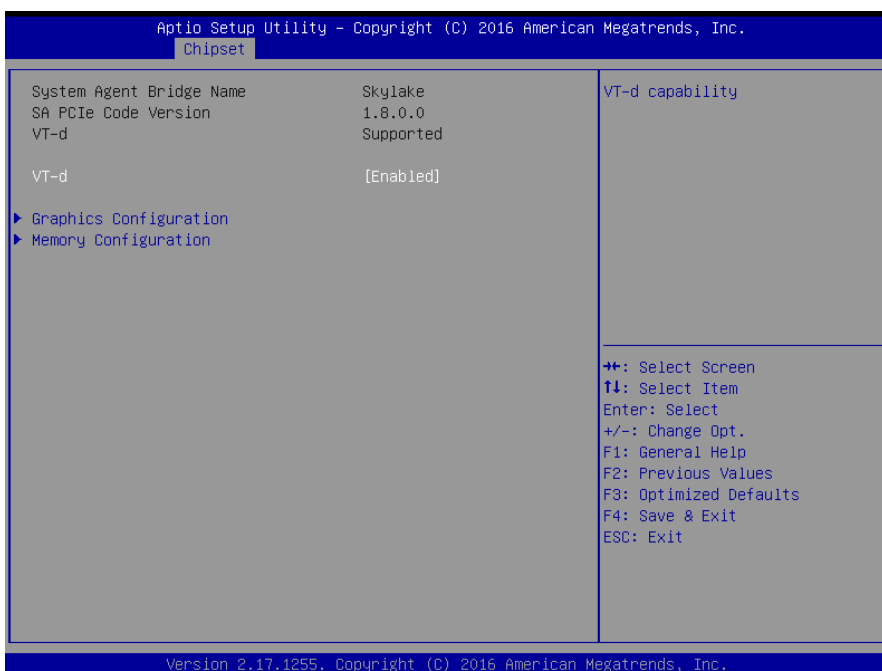 Aptio Setup Utility – Copyright (C) 2016 American Megatrends, Inc.
Chipset
System Agent Bridge Name Skylake
SA PCIe Code Version 1.8.0.0
VT-d Supported
VT-d [Enabled]
Graphics Configuration
Memory Configuration
VT-d capability
→←: Select Screen
↑↓: Select Item
Enter: Select
+/-: Change Opt.
F1: General Help
F2: Previous Values
F3: Optimized Defaults
F4: Save & Exit
ESC: Exit
Version 2.17.1255. Copyright (C) 2016 American Megatrends, Inc.